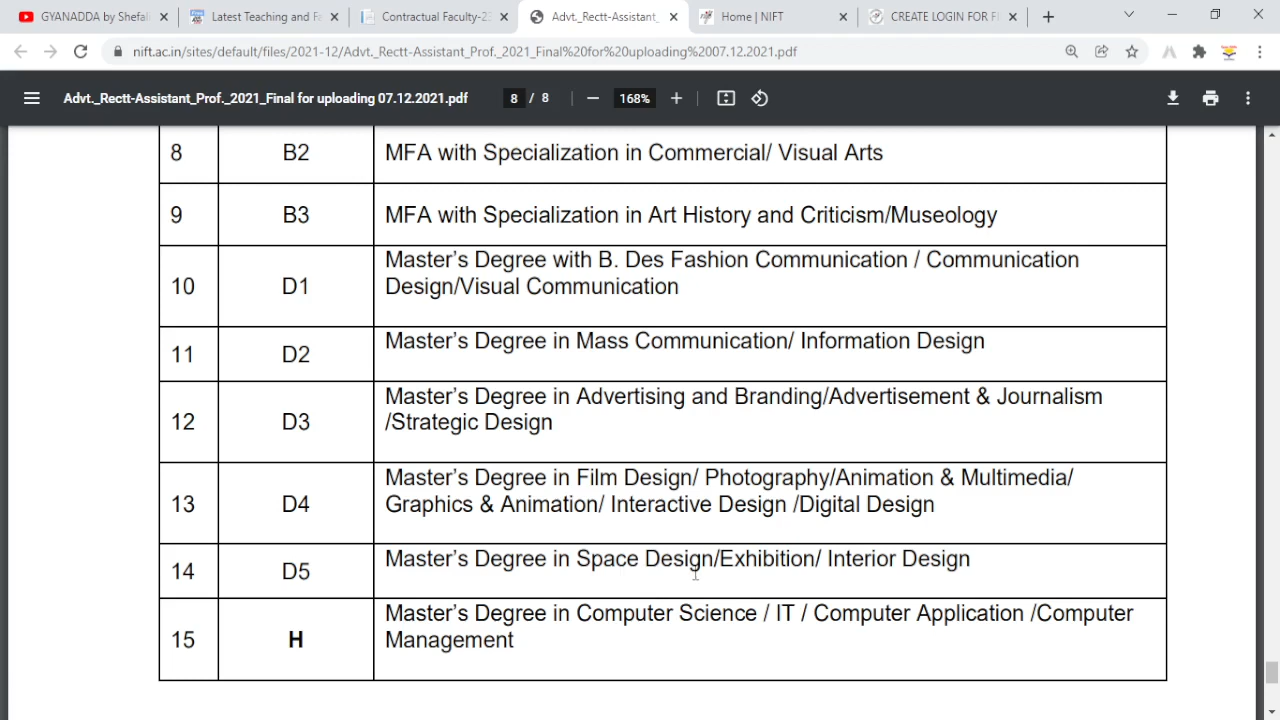 GYANADDA by Shefal
Latest Teaching and Fa
Contractual Faculty-23
Advt._Rectt-Assistant_
Home | NIFT
CREATE LOGIN FOR FI
nift.ac.in/sites/default/files/2021-12/Advt._Rectt-Assistant_Prof._2021_Final%20for%20uploading%2007.12.2021.pdf
Advt._Rectt-Assistant_Prof._2021_Final for uploading 07.12.2021.pdf 8 / 8 168%
8 B2 MFA with Specialization in Commercial/ Visual Arts
9 B3 MFA with Specialization in Art History and Criticism/Museology
10 D1 Master’s Degree with B. Des Fashion Communication / Communication
Design/Visual Communication
11 D2 Master’s Degree in Mass Communication/ Information Design
12 D3 Master’s Degree in Advertising and Branding/Advertisement & Journalism
/Strategic Design
13 D4 Master’s Degree in Film Design/ Photography/Animation & Multimedia/
Graphics & Animation/ Interactive Design /Digital Design
14 D5 Master’s Degree in Space Design/Exhibition/ Interior Design
15 H Master’s Degree in Computer Science / IT / Computer Application /Computer
Management